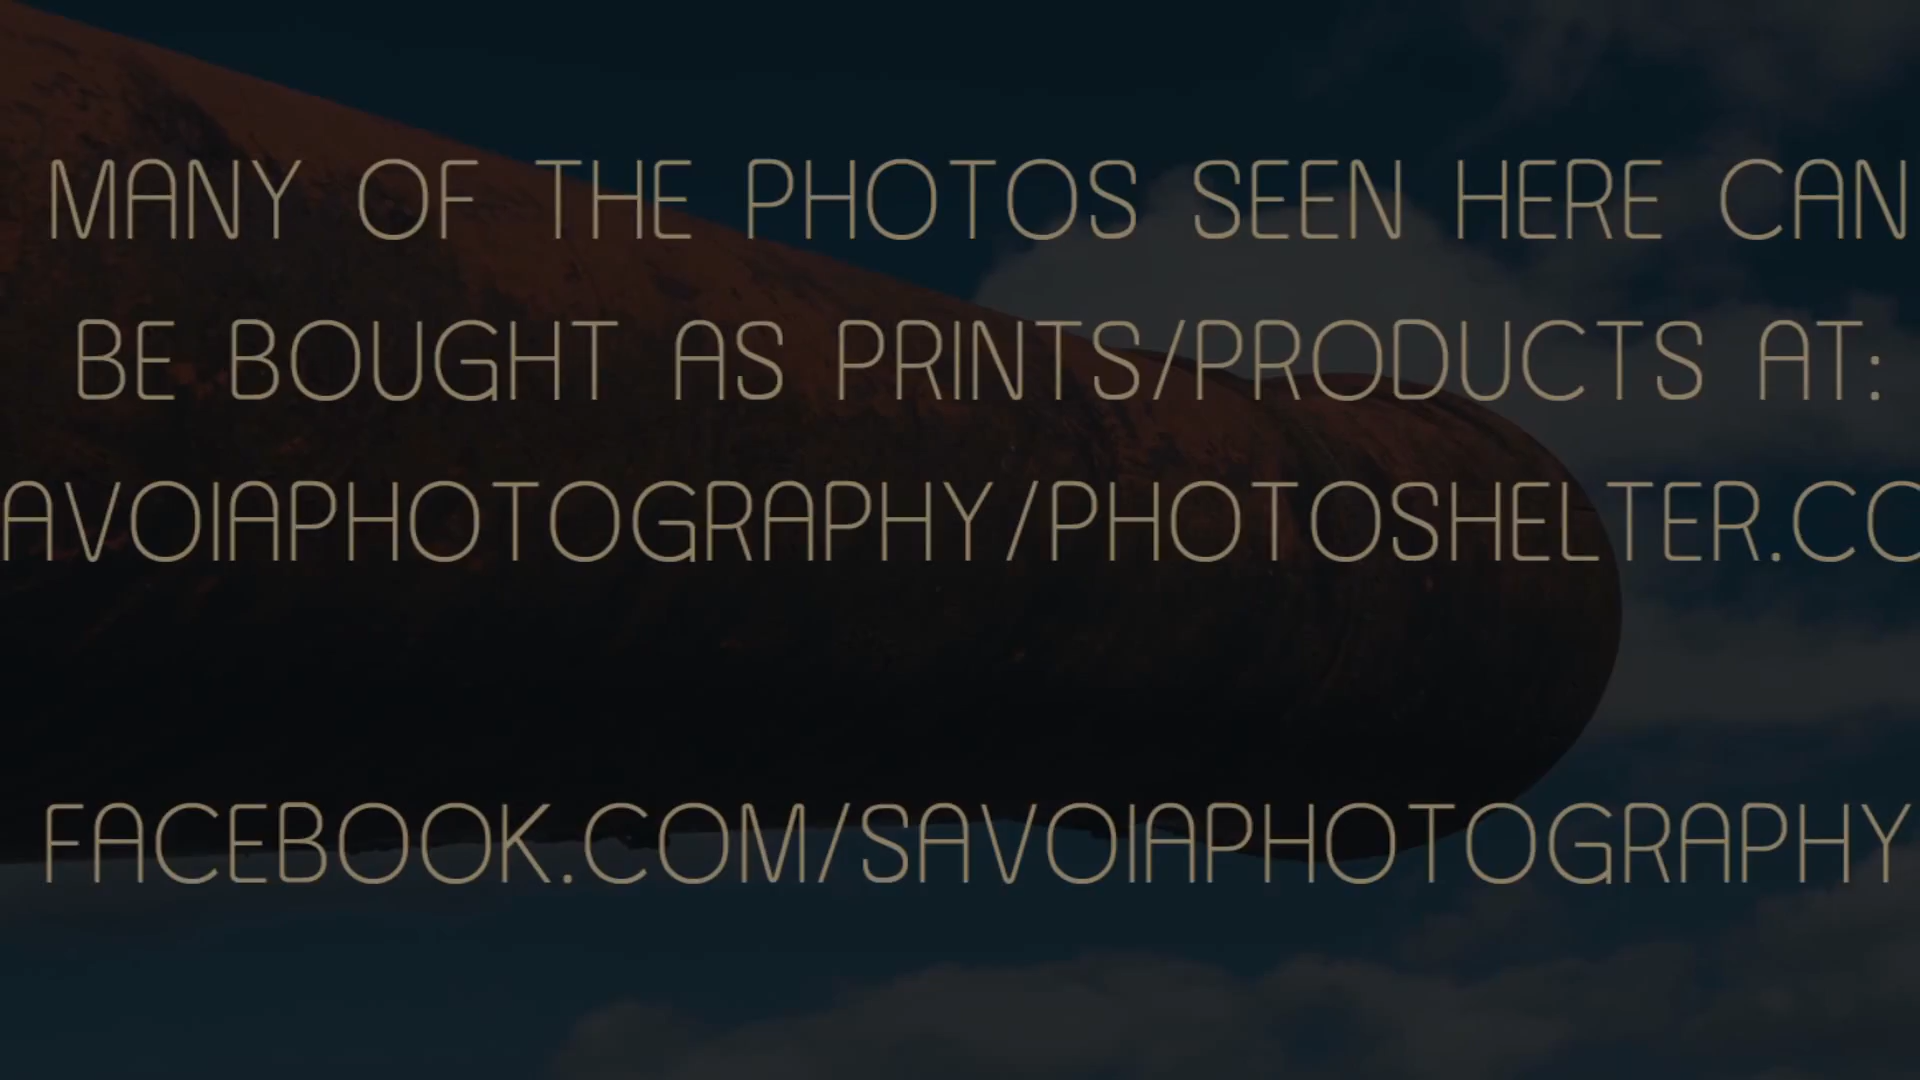 MANY OF THE PHOTOS SEEN HERE CAN
BE BOUGHT AS PRINTS/PRODUCTS AT:
AVOIAPHOTOGRAPHY/PHOTOSHELTER.CO
FACEBOOK.COM/SAVOIAPHOTOGRAPHY